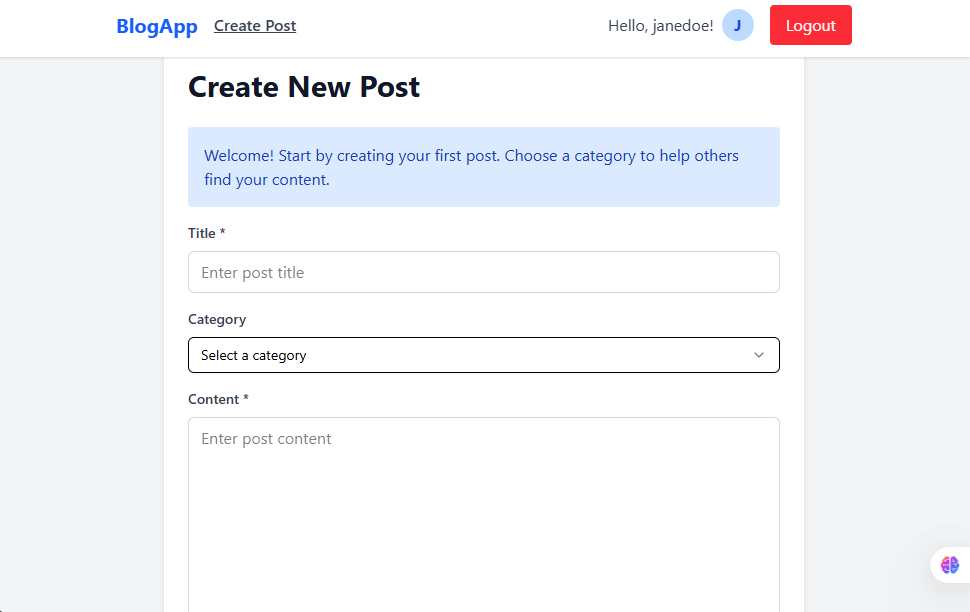 BlogApp Create Post Hello, janedoe! J Logout
Create New Post
Welcome! Start by creating your first post. Choose a category to help others
find your content.
Title *
Enter post title
Category
Select a category
Content *
Enter post content